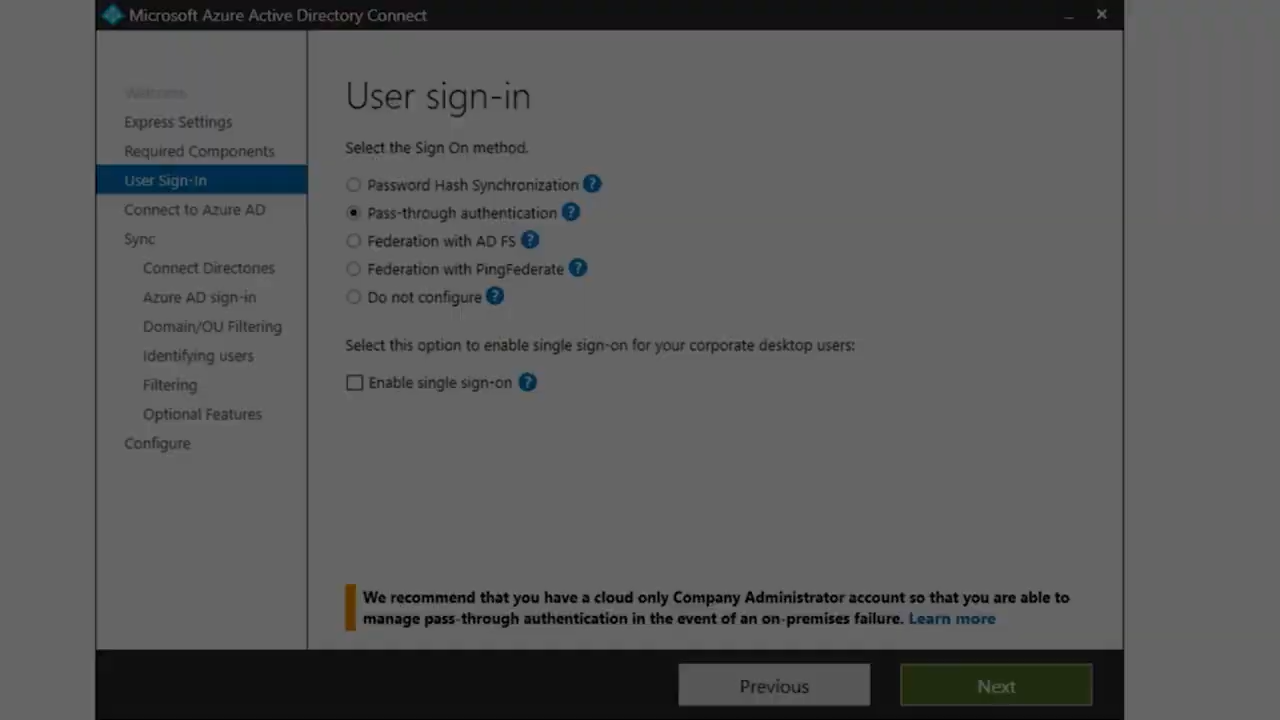 Microsoft Azure Active Directory Connect
Welcome
Express Settings
Required Components
User Sign-In
Connect to Azure AD
Sync
Connect Directories
Azure AD sign-in
Domain/OU Filtering
Identifying users
Filtering
Optional Features
Configure
User sign-in
Select the Sign On method.
Password Hash Synchronization ?
Pass-through authentication ?
Federation with AD FS ?
Federation with PingFederate ?
Do not configure ?
Select this option to enable single sign-on for your corporate desktop users:
Enable single sign-on ?
We recommend that you have a cloud only Company Administrator account so that you are able to
manage pass-through authentication in the event of an on-premises failure. Learn more
Previous
Next